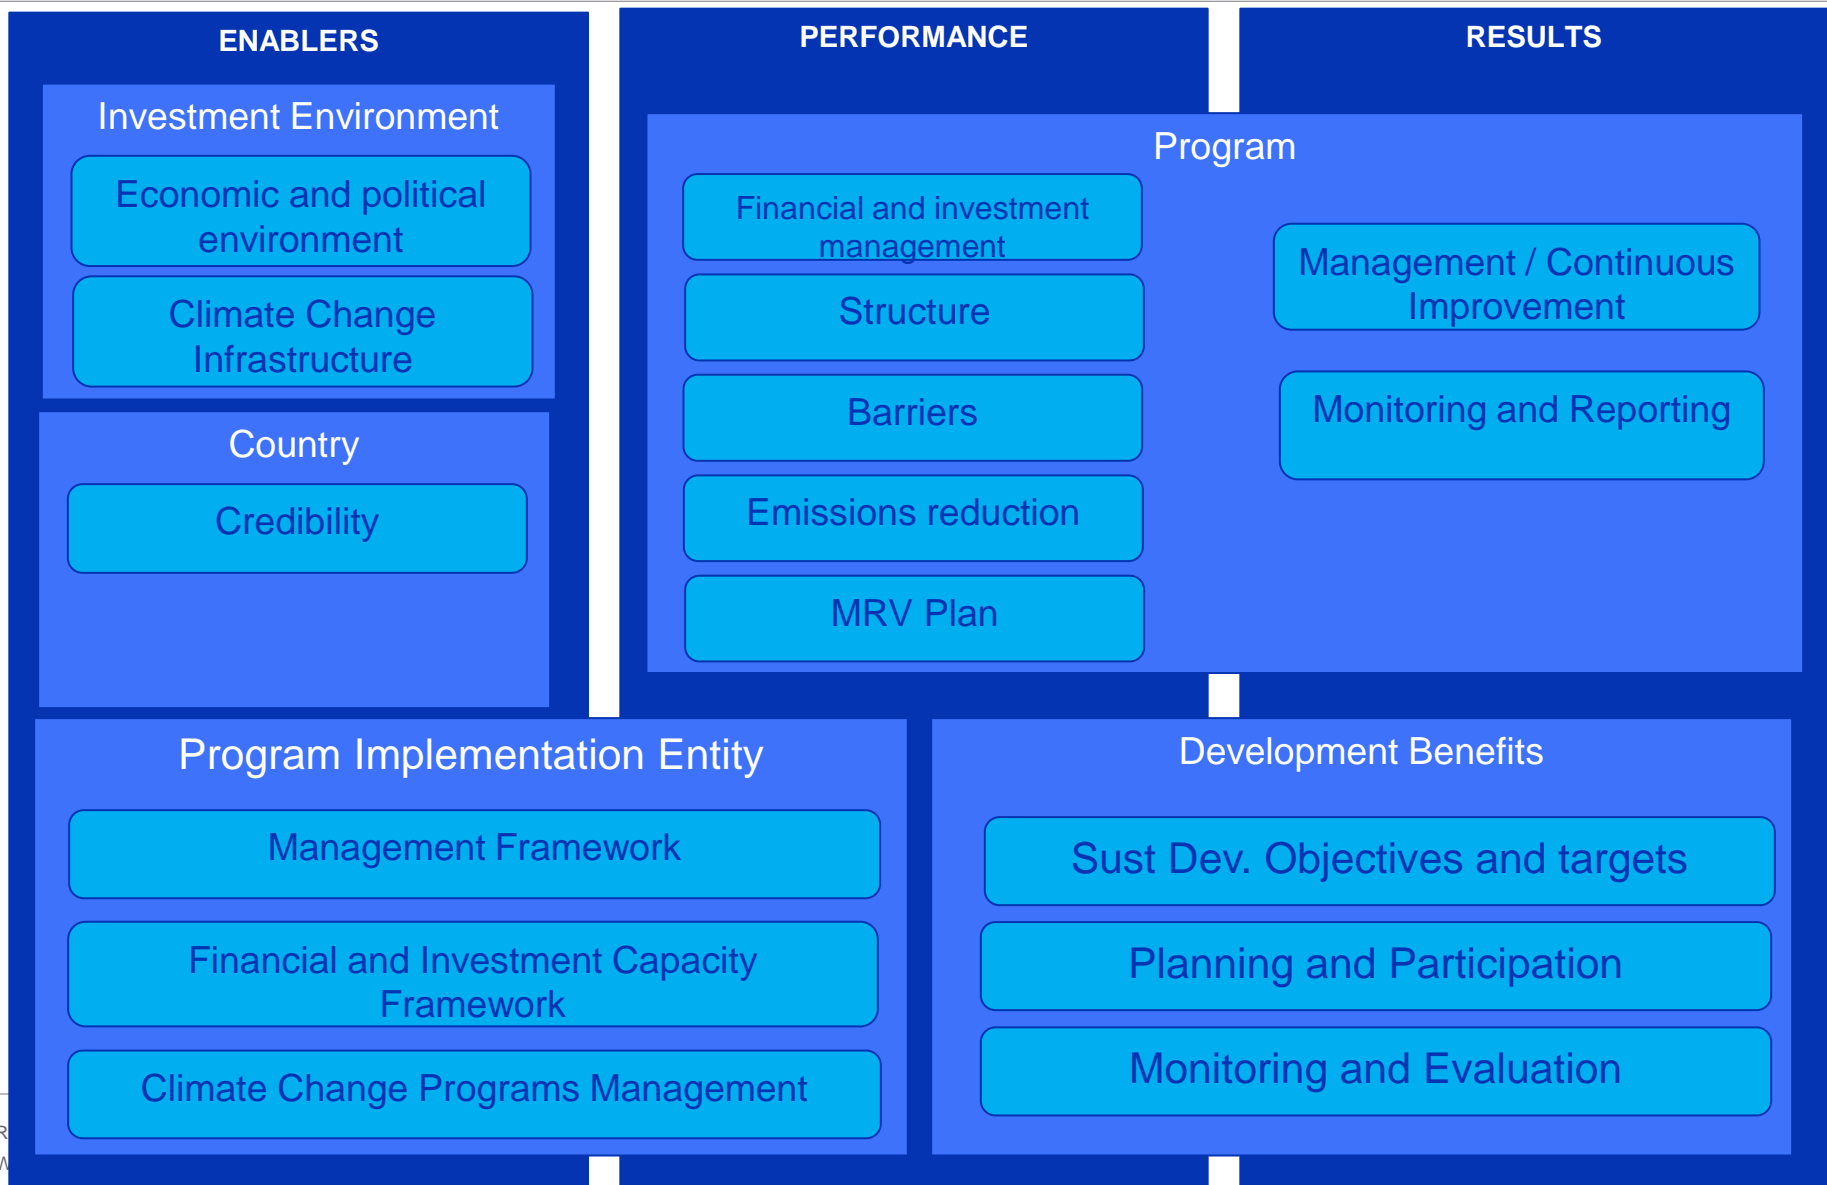 ENABLERS
Investment Environment
Economic and political
environment
Climate Change
Infrastructure
Country
Credibility
PERFORMANCE
RESULTS
Program
Financial and investment
management
Structure
Barriers
Emissions reduction
MRV Plan
Management / Continuous
Improvement
Monitoring and Reporting
Program Implementation Entity
Management Framework
Financial and Investment Capacity
Framework
Climate Change Programs Management
Development Benefits
Sust Dev. Objectives and targets
Planning and Participation
Monitoring and Evaluation